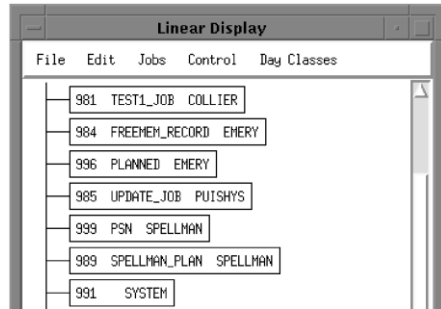 Linear Display
File Edit Jobs Control Day Classes
981 TEST1_JOB COLLIER
984 FREEMEM_RECORD EMERY
996 PLANNED EMERY
985 UPDATE_JOB PUISHYS
999 PSN SPELLMAN
989 SPELLMAN_PLAN SPELLMAN
991 SYSTEM